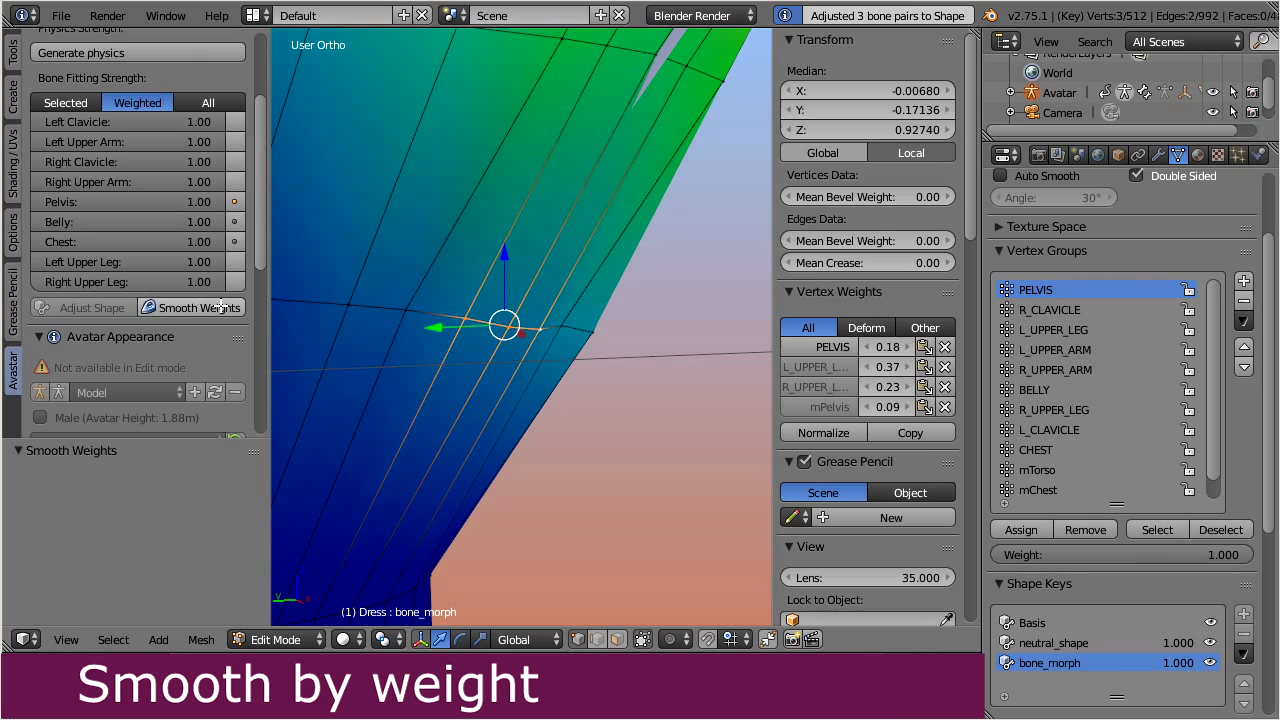 File Render Window Help Default Scene Blender Render Adjusted 3 bone pairs to Shape v2.75.1 | (Key) Verts:3/512 | Edges:2/992 | Faces:0/4
Physics Strength:
Generate physics
Bone Fitting Strength:
Selected Weighted All
Left Clavicle: 1.00
Left Upper Arm: 1.00
Right Clavicle: 1.00
Right Upper Arm: 1.00
Pelvis: 1.00
Belly: 1.00
Chest: 1.00
Left Upper Leg: 1.00
Right Upper Leg: 1.00
Adjust Shape Smooth Weights
Avatar Appearance
Not available in Edit mode
Model
Male (Avatar Height: 1.88m)
Smooth Weights
Tools
Create
Shading / UVs
Options
Grease Pencil
Avastar
User Ortho
(1) Dress : bone_morph
View Select Add Mesh Edit Mode Global
Transform
Median:
X: -0.00680
Y: -0.17136
Z: 0.92740
Global Local
Vertices Data:
Mean Bevel Weight: 0.00
Edges Data:
Mean Bevel Weight: 0.00
Mean Crease: 0.00
Vertex Weights
All Deform Other
PELVIS 0.18
L_UPPER_L... 0.37
R_UPPER_L... 0.23
mPelvis 0.09
Normalize Copy
Grease Pencil
Scene Object
New
View
Lens: 35.000
Lock to Object:
View Search All Scenes
RenderLayers
World
Avatar
Camera
Auto Smooth Double Sided
Angle: 30°
Texture Space
Vertex Groups
PELVIS
R_CLAVICLE
L_UPPER_LEG
L_UPPER_ARM
R_UPPER_ARM
BELLY
R_UPPER_LEG
L_CLAVICLE
CHEST
mTorso
mChest
Assign Remove Select Deselect
Weight: 1.000
Shape Keys
Basis
neutral_shape 1.000
bone_morph 1.000
Smooth by weight